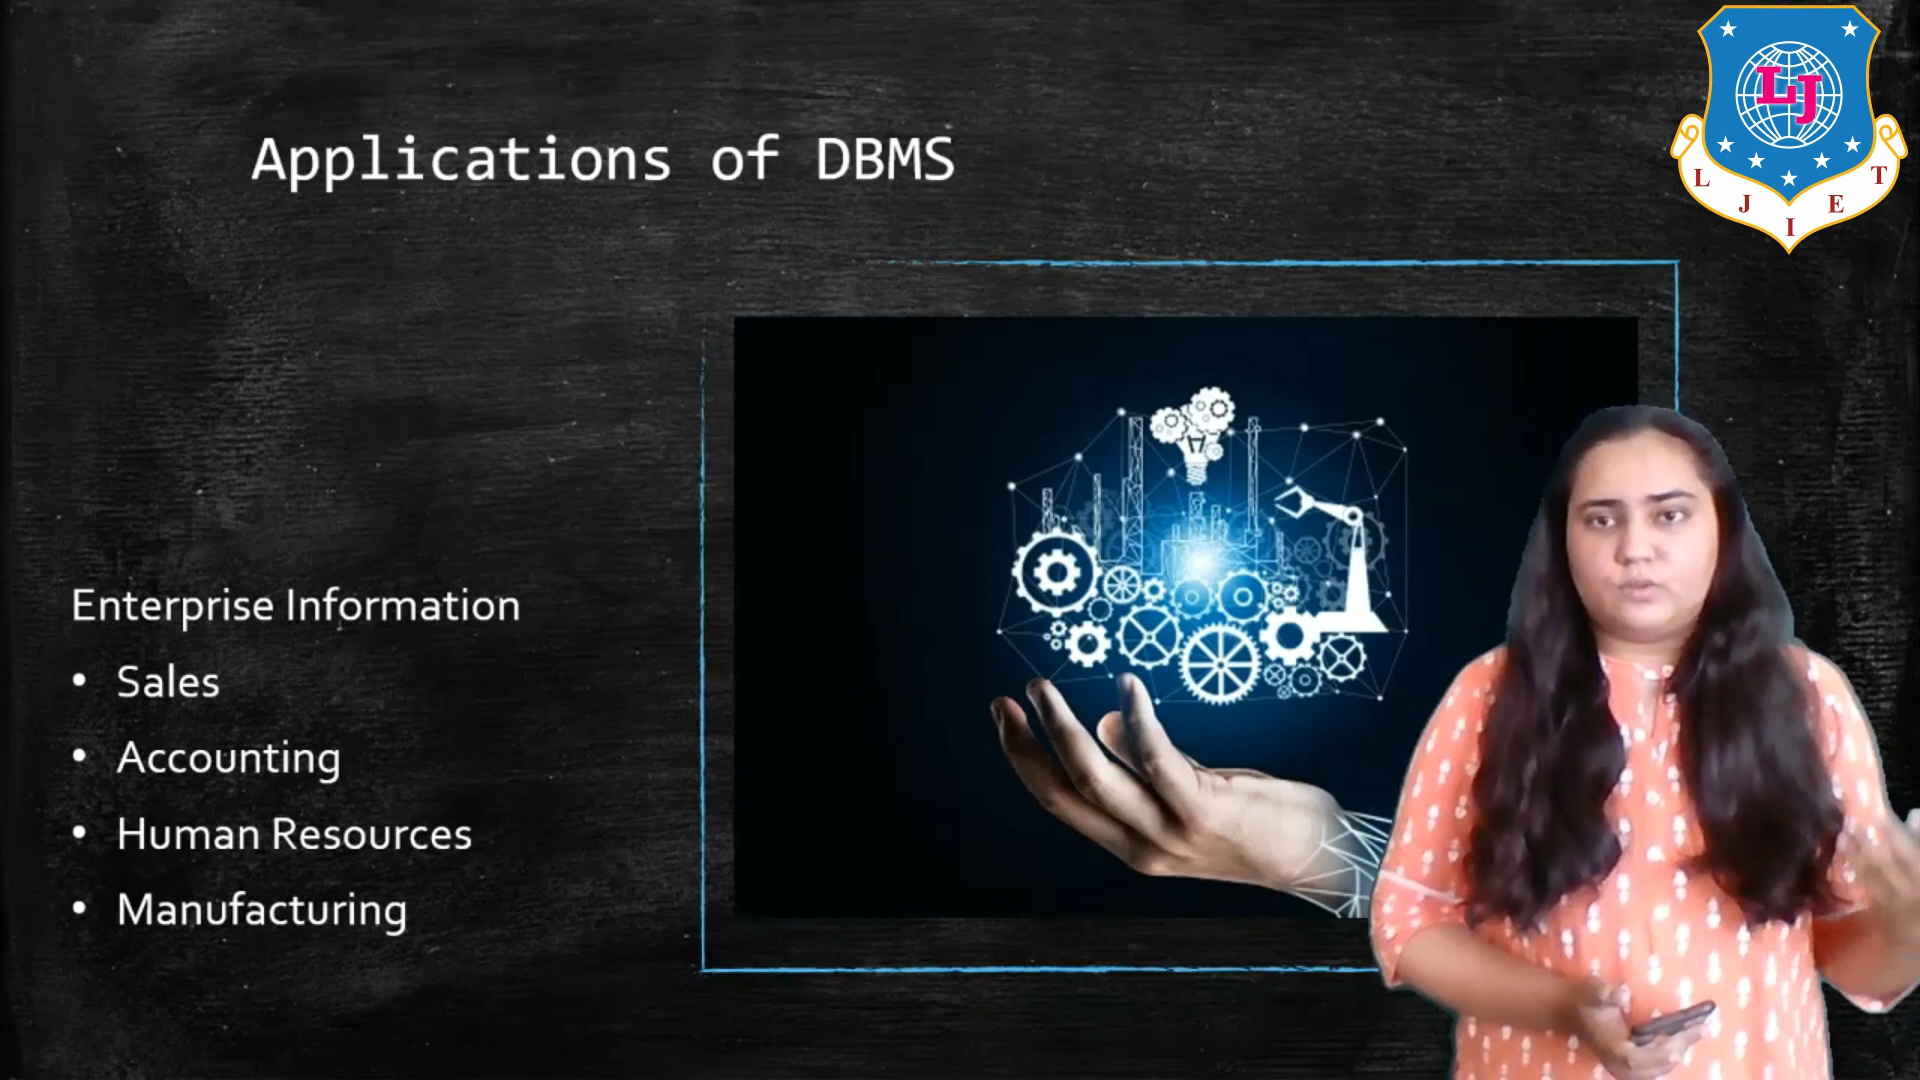 Applications of DBMS
LJ
L J I E T
Enterprise Information
• Sales
• Accounting
• Human Resources
• Manufacturing